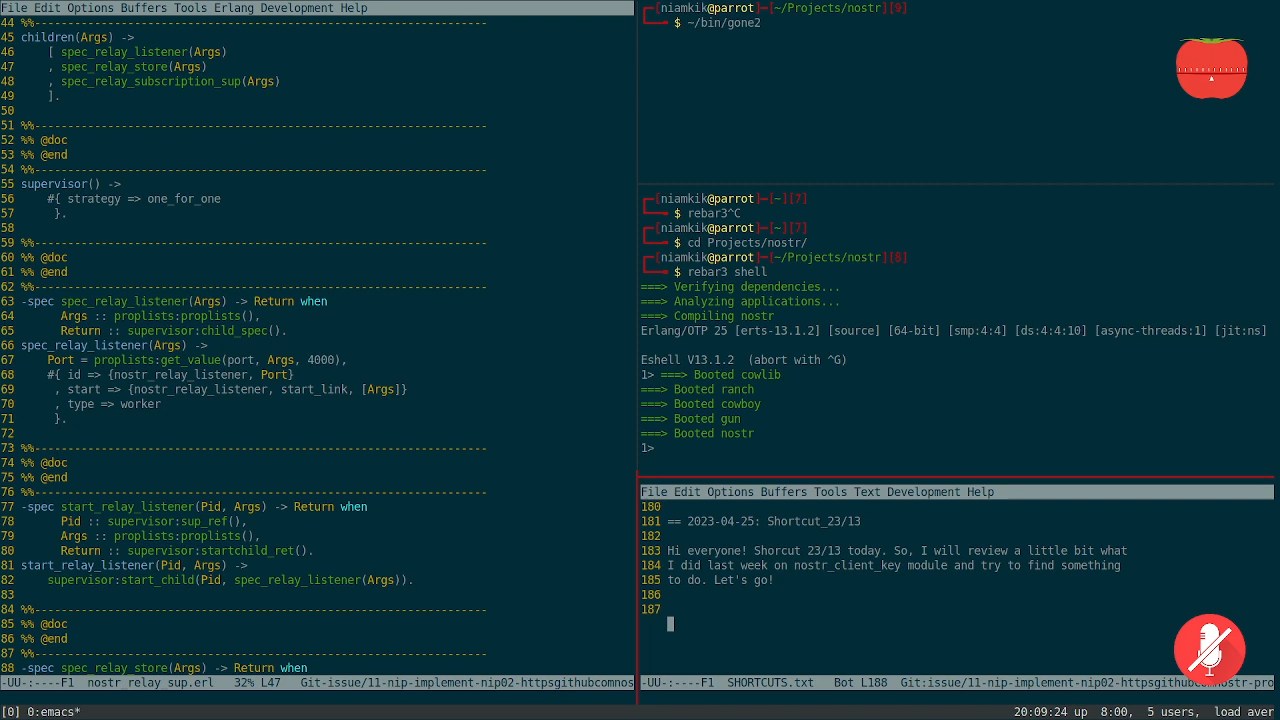 File Edit Options Buffers Tools Erlang Development Help
44 %%--------------------------------------------------------------------
45 children(Args) ->
46     [ spec_relay_listener(Args)
47     , spec_relay_store(Args)
48     , spec_relay_subscription_sup(Args)
49     ].
50
51 %%--------------------------------------------------------------------
52 %% @doc
53 %% @end
54 %%--------------------------------------------------------------------
55 supervisor() ->
56     #{ strategy => one_for_one
57      }.
58
59 %%--------------------------------------------------------------------
60 %% @doc
61 %% @end
62 %%--------------------------------------------------------------------
63 -spec spec_relay_listener(Args) -> Return when
64       Args :: proplists:proplists(),
65       Return :: supervisor:child_spec().
66 spec_relay_listener(Args) ->
67     Port = proplists:get_value(port, Args, 4000),
68     #{ id => {nostr_relay_listener, Port}
69      , start => {nostr_relay_listener, start_link, [Args]}
70      , type => worker
71      }.
72
73 %%--------------------------------------------------------------------
74 %% @doc
75 %% @end
76 %%--------------------------------------------------------------------
77 -spec start_relay_listener(Pid, Args) -> Return when
78       Pid :: supervisor:sup_ref(),
79       Args :: proplists:proplists(),
80       Return :: supervisor:startchild_ret().
81 start_relay_listener(Pid, Args) ->
82     supervisor:start_child(Pid, spec_relay_listener(Args)).
83
84 %%--------------------------------------------------------------------
85 %% @doc
86 %% @end
87 %%--------------------------------------------------------------------
88 -spec spec_relay_store(Args) -> Return when
-UU-:----F1  nostr_relay_sup.erl   32% L47   Git-issue/11-nip-implement-nip02-httpsgithubcomnos
┌─[niamkik@parrot]─[~/Projects/nostr][9]
└──╼ $ ~/bin/gone2
┌─[niamkik@parrot]─[~][7]
└──╼ $ rebar3^C
┌─[niamkik@parrot]─[~][7]
└──╼ $ cd Projects/nostr/
┌─[niamkik@parrot]─[~/Projects/nostr][8]
└──╼ $ rebar3 shell
===> Verifying dependencies...
===> Analyzing applications...
===> Compiling nostr
Erlang/OTP 25 [erts-13.1.2] [source] [64-bit] [smp:4:4] [ds:4:4:10] [async-threads:1] [jit:ns]
Eshell V13.1.2  (abort with ^G)
1> ===> Booted cowlib
===> Booted ranch
===> Booted cowboy
===> Booted gun
===> Booted nostr
1>
File Edit Options Buffers Tools Text Development Help
180
181 == 2023-04-25: Shortcut_23/13
182
183 Hi everyone! Shorcut 23/13 today. So, I will review a little bit what
184 I did last week on nostr_client_key module and try to find something
185 to do. Let's go!
186
187
-UU-:----F1  SHORTCUTS.txt   Bot L188  Git:issue/11-nip-implement-nip02-httpsgithubcomnostr-pro
[0] 0:emacs*
20:09:24 up  8:00,  5 users,  load aver